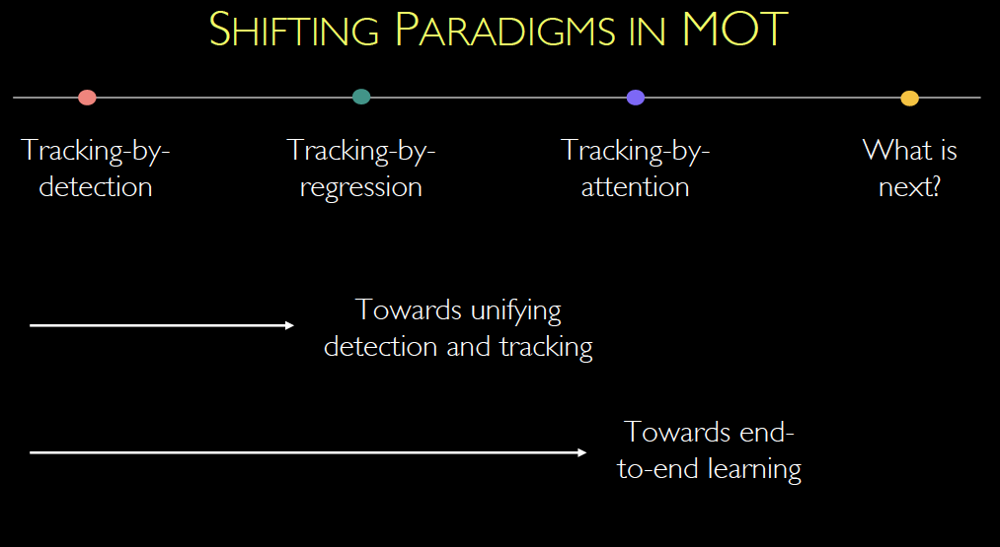 SHIFTING PARADIGMS IN MOT
Tracking-by-
detection
Tracking-by-
regression
Tracking-by-
attention
What is
next?
Towards unifying
detection and tracking
Towards end-
to-end learning